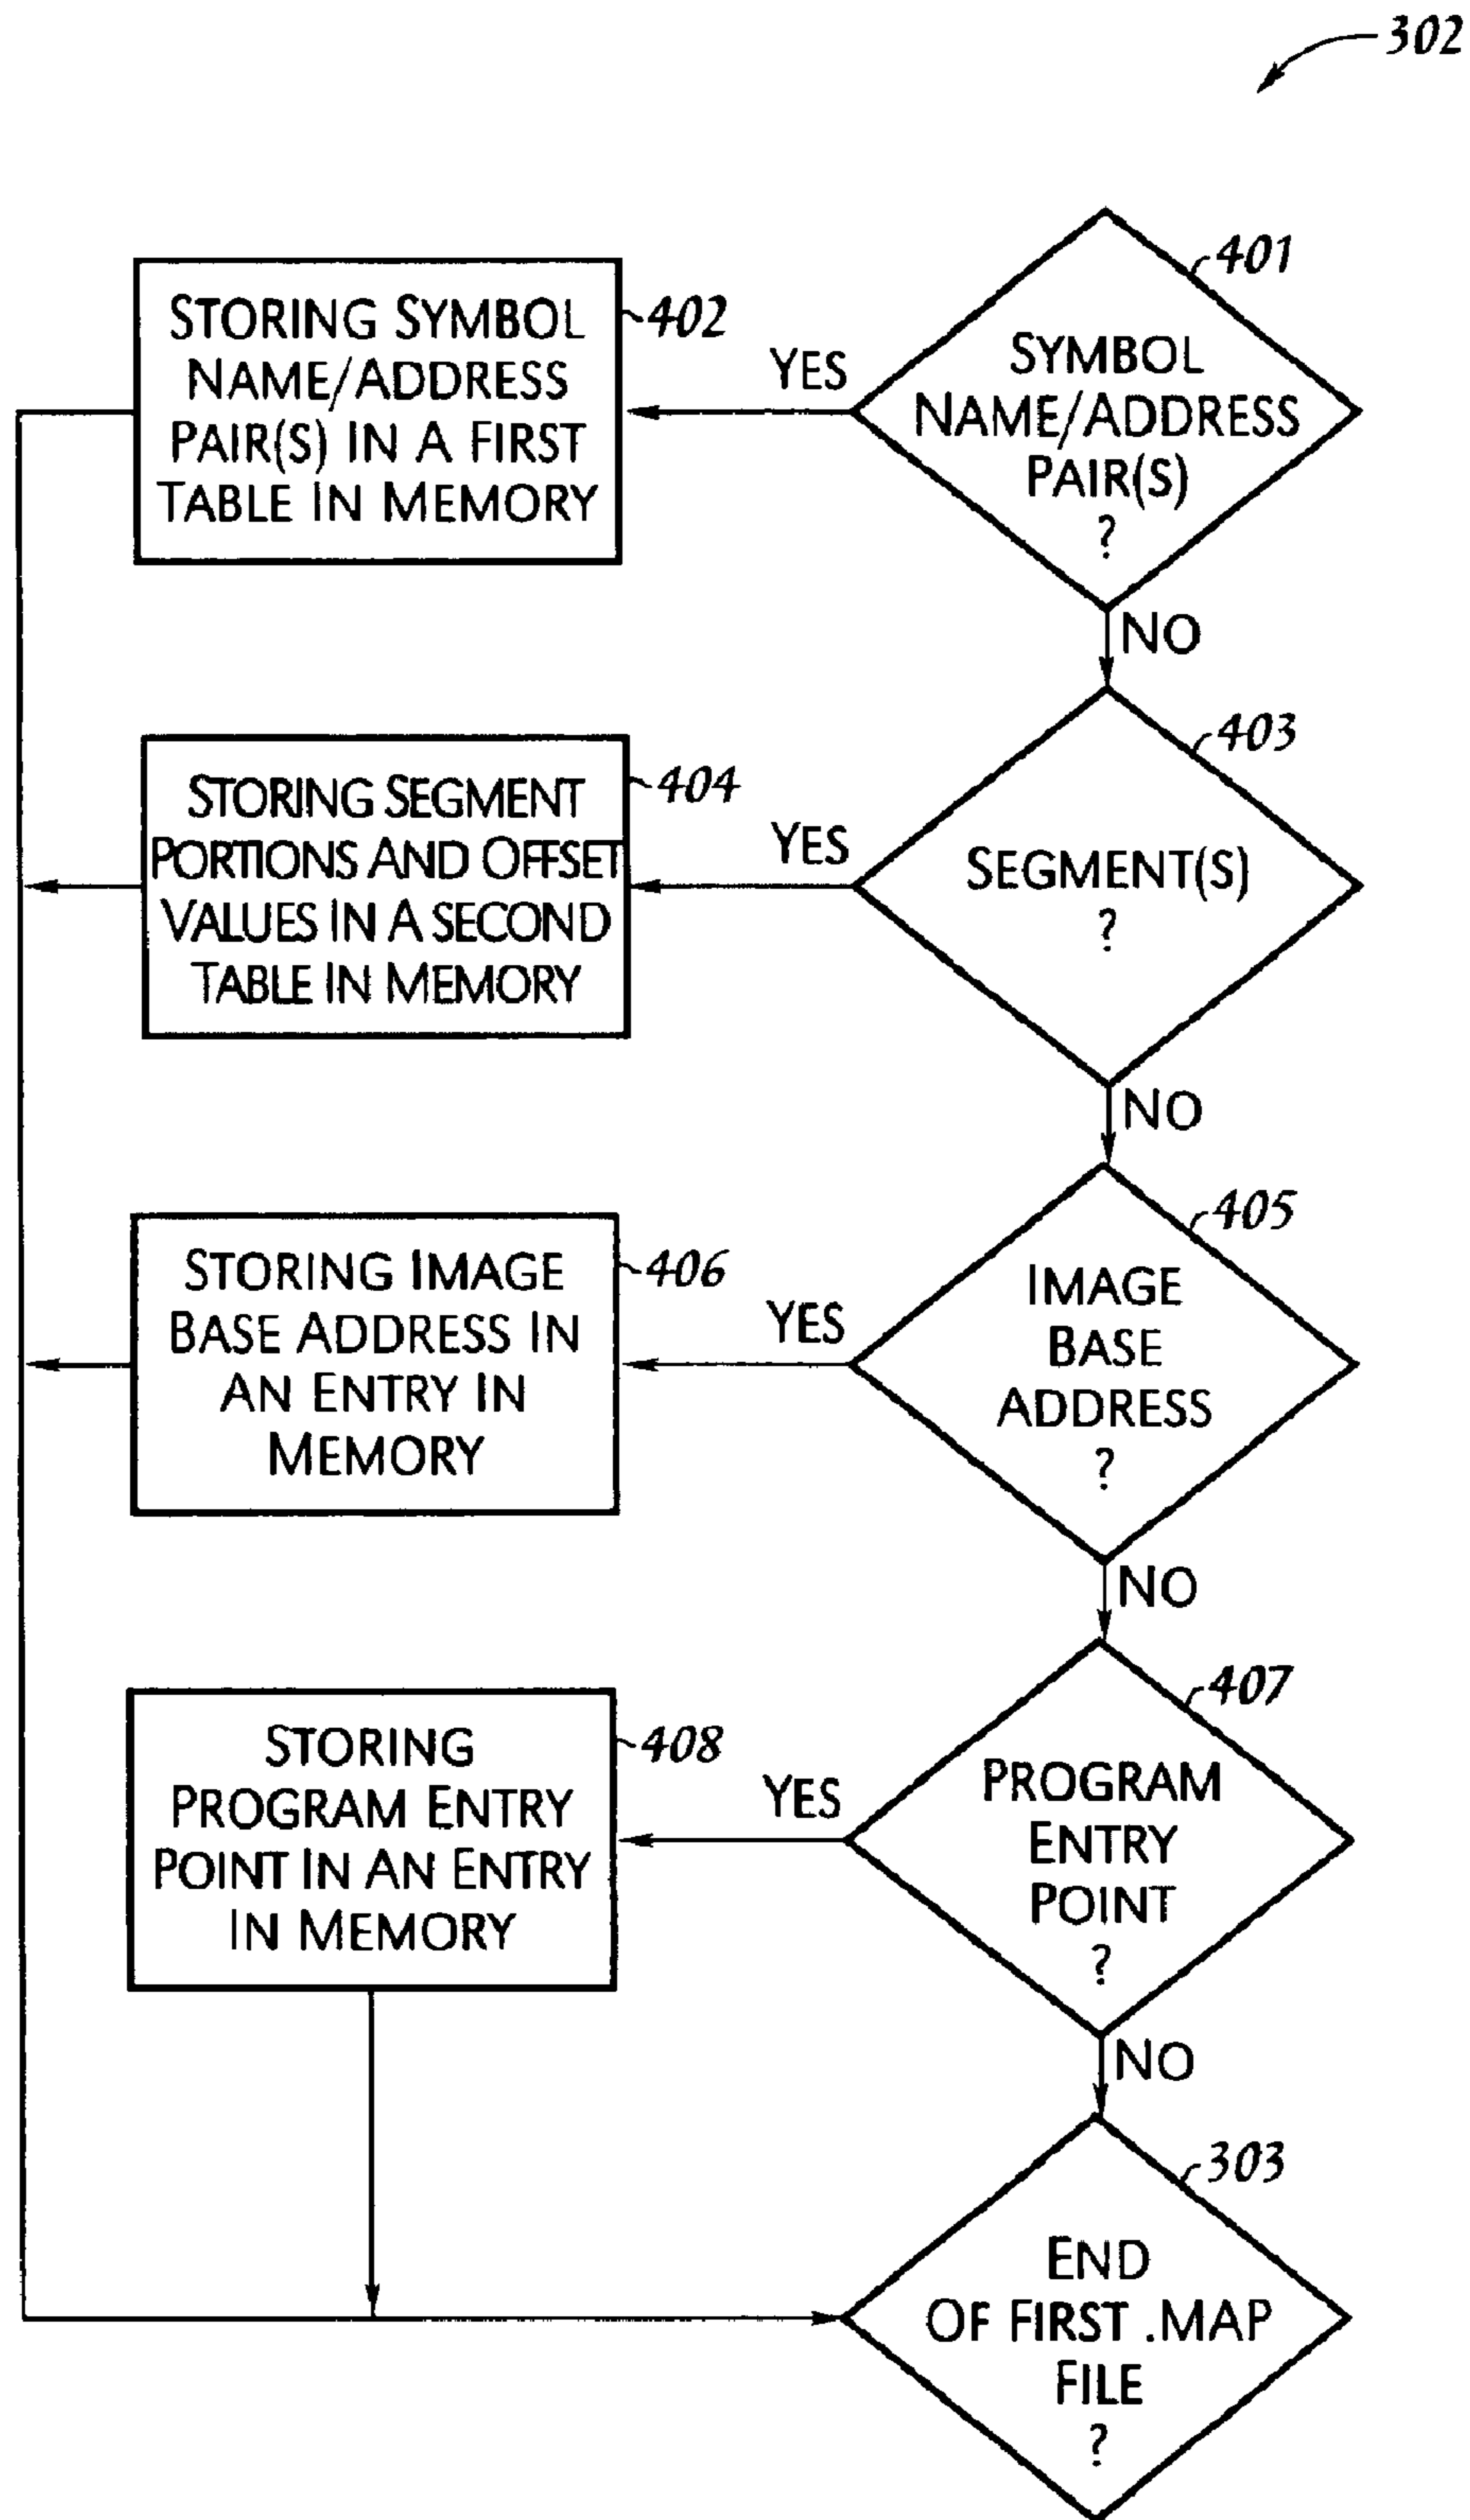 302
401
SYMBOL
NAME/ADDRESS
PAIR(S)
?
YES
STORING SYMBOL
NAME/ADDRESS
PAIR(S) IN A FIRST
TABLE IN MEMORY
402
NO
403
SEGMENT(S)
?
YES
STORING SEGMENT
PORTIONS AND OFFSET
VALUES IN A SECOND
TABLE IN MEMORY
404
NO
405
IMAGE
BASE
ADDRESS
?
YES
STORING IMAGE
BASE ADDRESS IN
AN ENTRY IN
MEMORY
406
NO
407
PROGRAM
ENTRY
POINT
?
YES
STORING
PROGRAM ENTRY
POINT IN AN ENTRY
IN MEMORY
408
NO
303
END
OF FIRST .MAP
FILE
?